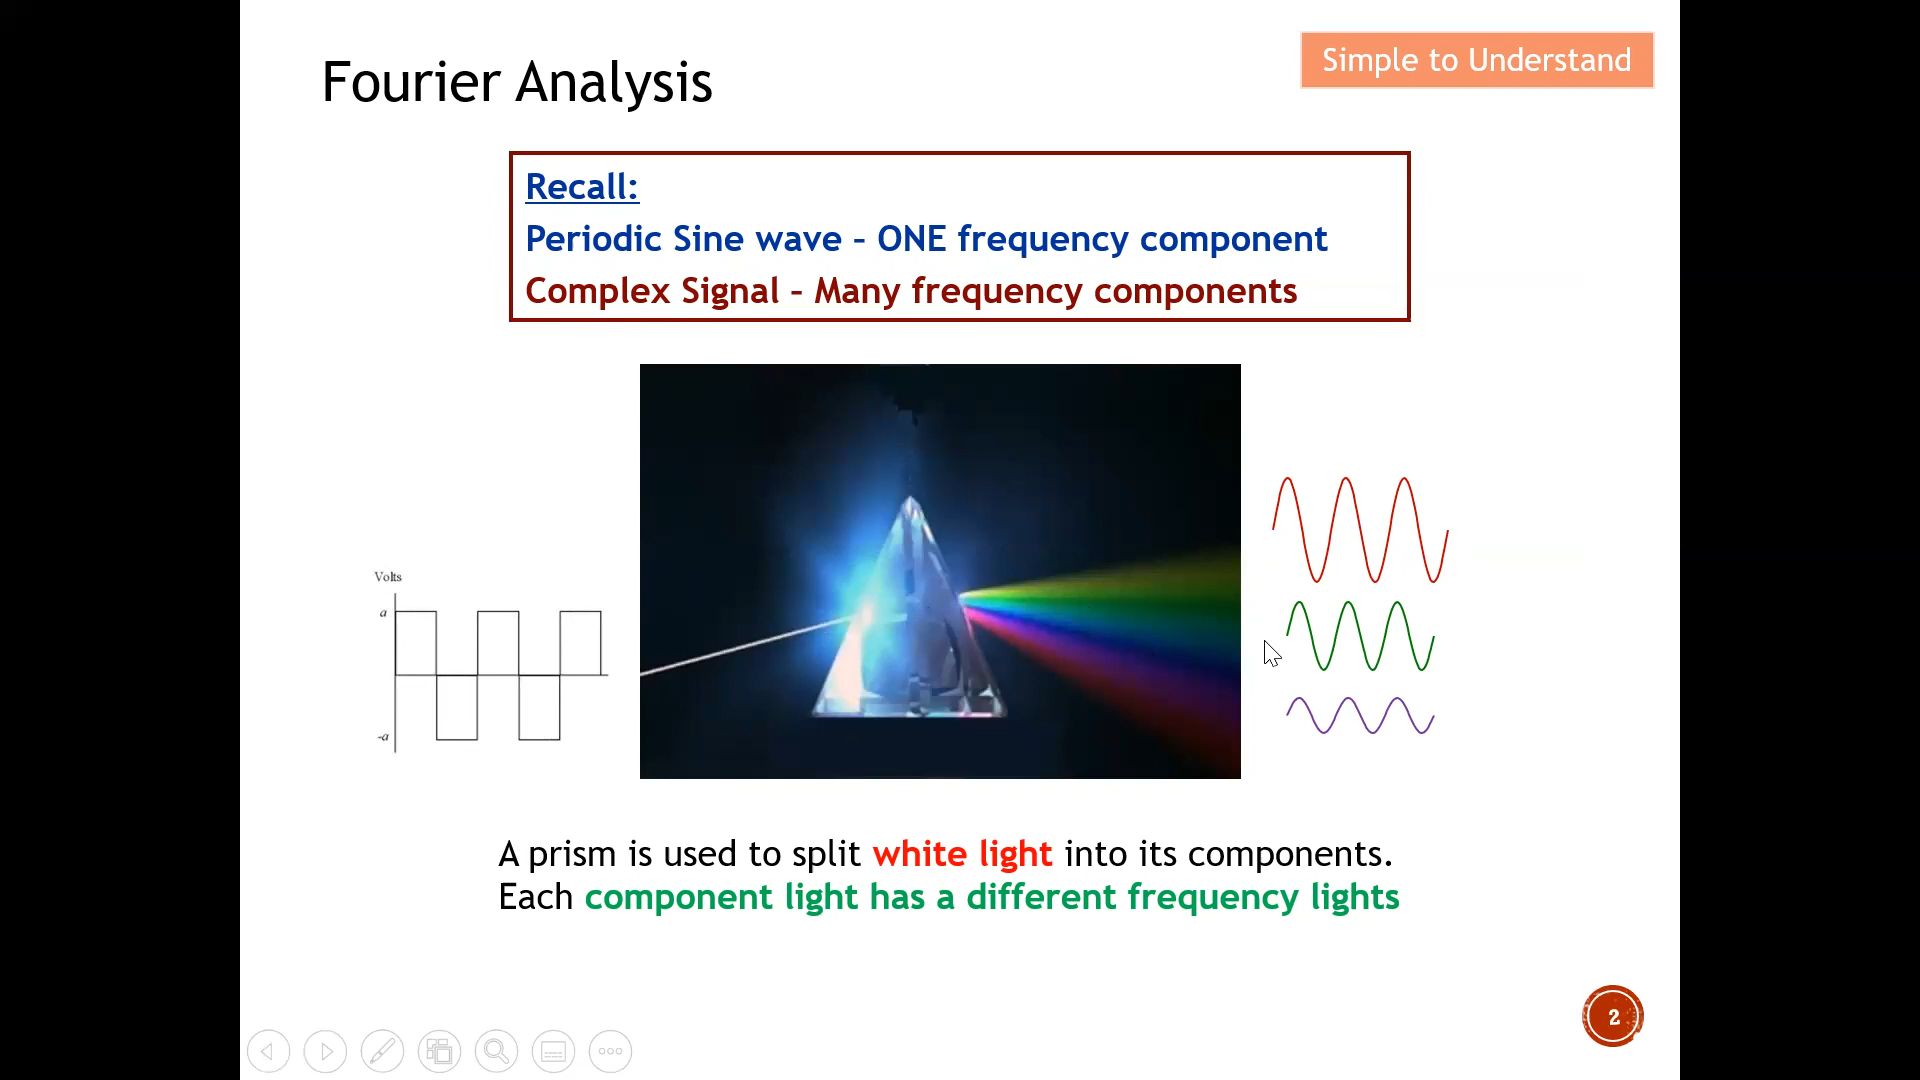 Fourier Analysis
Simple to Understand
Recall:
Periodic Sine wave – ONE frequency component
Complex Signal – Many frequency components
Volts
a
-a
A prism is used to split white light into its components.
Each component light has a different frequency lights
2